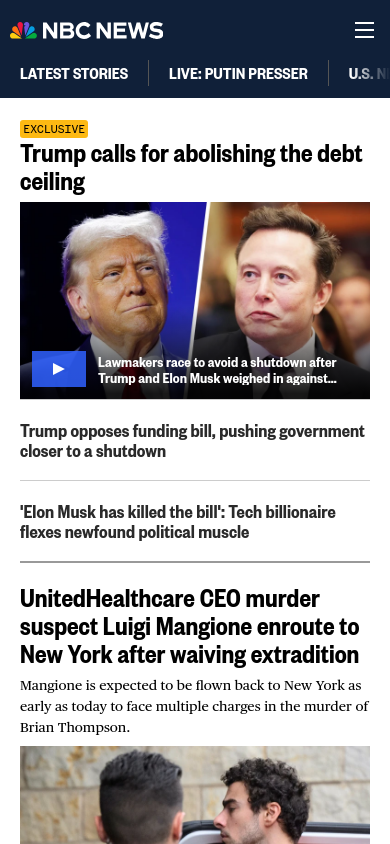 NBC NEWS
LATEST STORIES
LIVE: PUTIN PRESSER
U.S.
EXCLUSIVE
Trump calls for abolishing the debt
ceiling
Lawmakers race to avoid a shutdown after
Trump and Elon Musk weighed in against...
Trump opposes funding bill, pushing government
closer to a shutdown
'Elon Musk has killed the bill': Tech billionaire
flexes newfound political muscle
UnitedHealthcare CEO murder
suspect Luigi Mangione enroute to
New York after waiving extradition
Mangione is expected to be flown back to New York as
early as today to face multiple charges in the murder of
Brian Thompson.